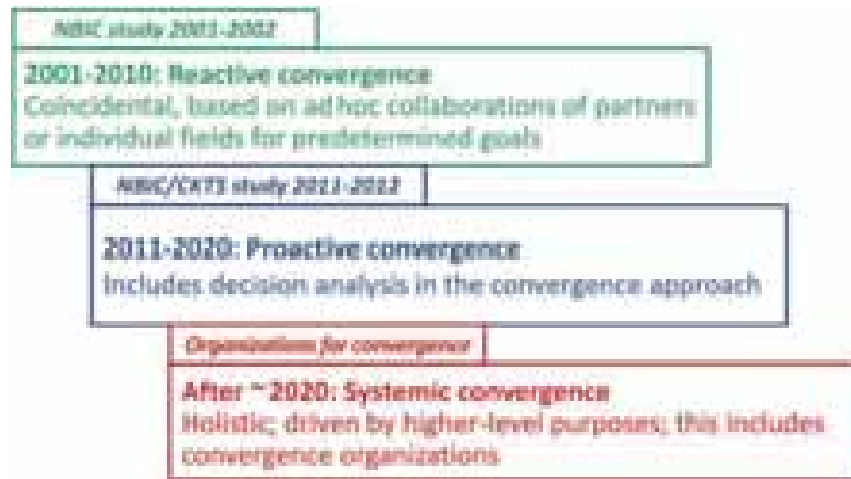 NBIC study 2001-2002
2001-2010: Reactive convergence
Coincidental, based on ad hoc collaborations of partners
or individual fields for predetermined goals
NBIC/CKTS study 2011-2012
2011-2020: Proactive convergence
Includes decision analysis in the convergence approach
Organizations for convergence
After ~ 2020: Systemic convergence
Holistic; driven by higher-level purposes; this includes
convergence organizations